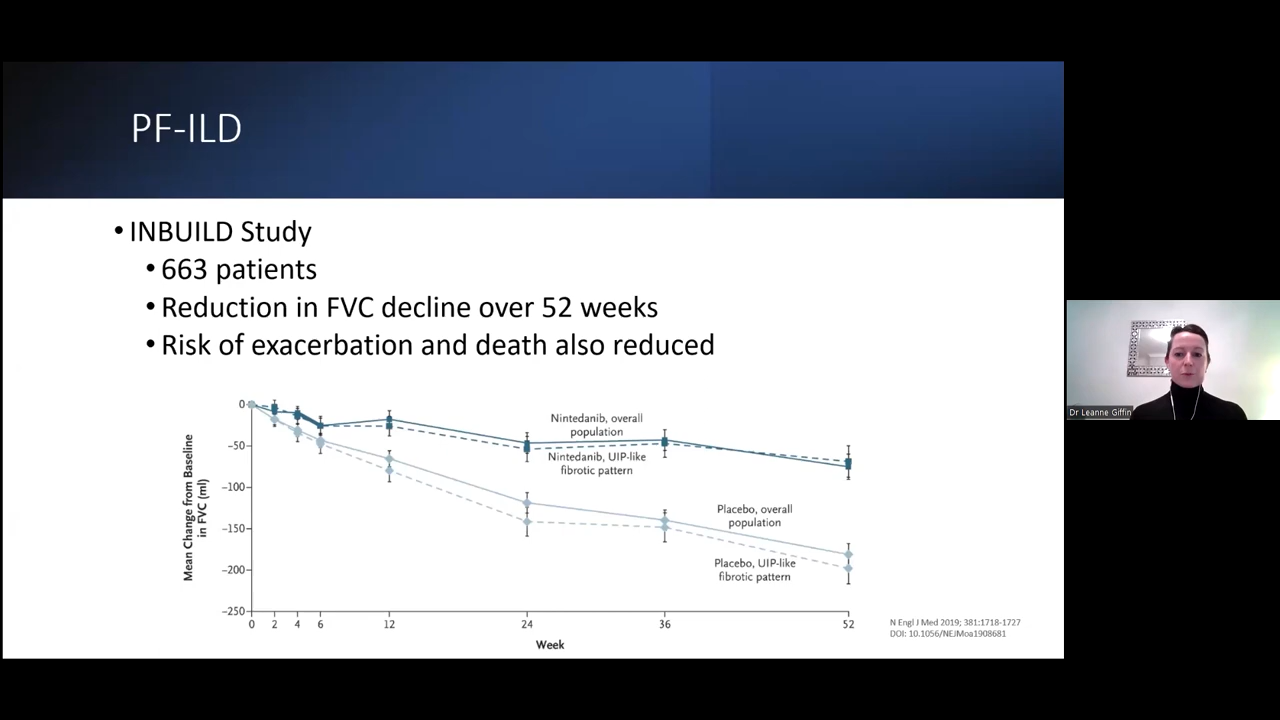 PF-ILD
• INBUILD Study
• 663 patients
• Reduction in FVC decline over 52 weeks
• Risk of exacerbation and death also reduced
Mean Change from Baseline
in FVC (ml)
0
−50
−100
−150
−200
−250
Nintedanib, overall
population
Nintedanib, UIP-like
fibrotic pattern
Placebo, overall
population
Placebo, UIP-like
fibrotic pattern
0 2 4 6 12 24 36 52
Week
N Engl J Med 2019; 381:1718-1727
DOI: 10.1056/NEJMoa1908681
Dr Leanne Giffin